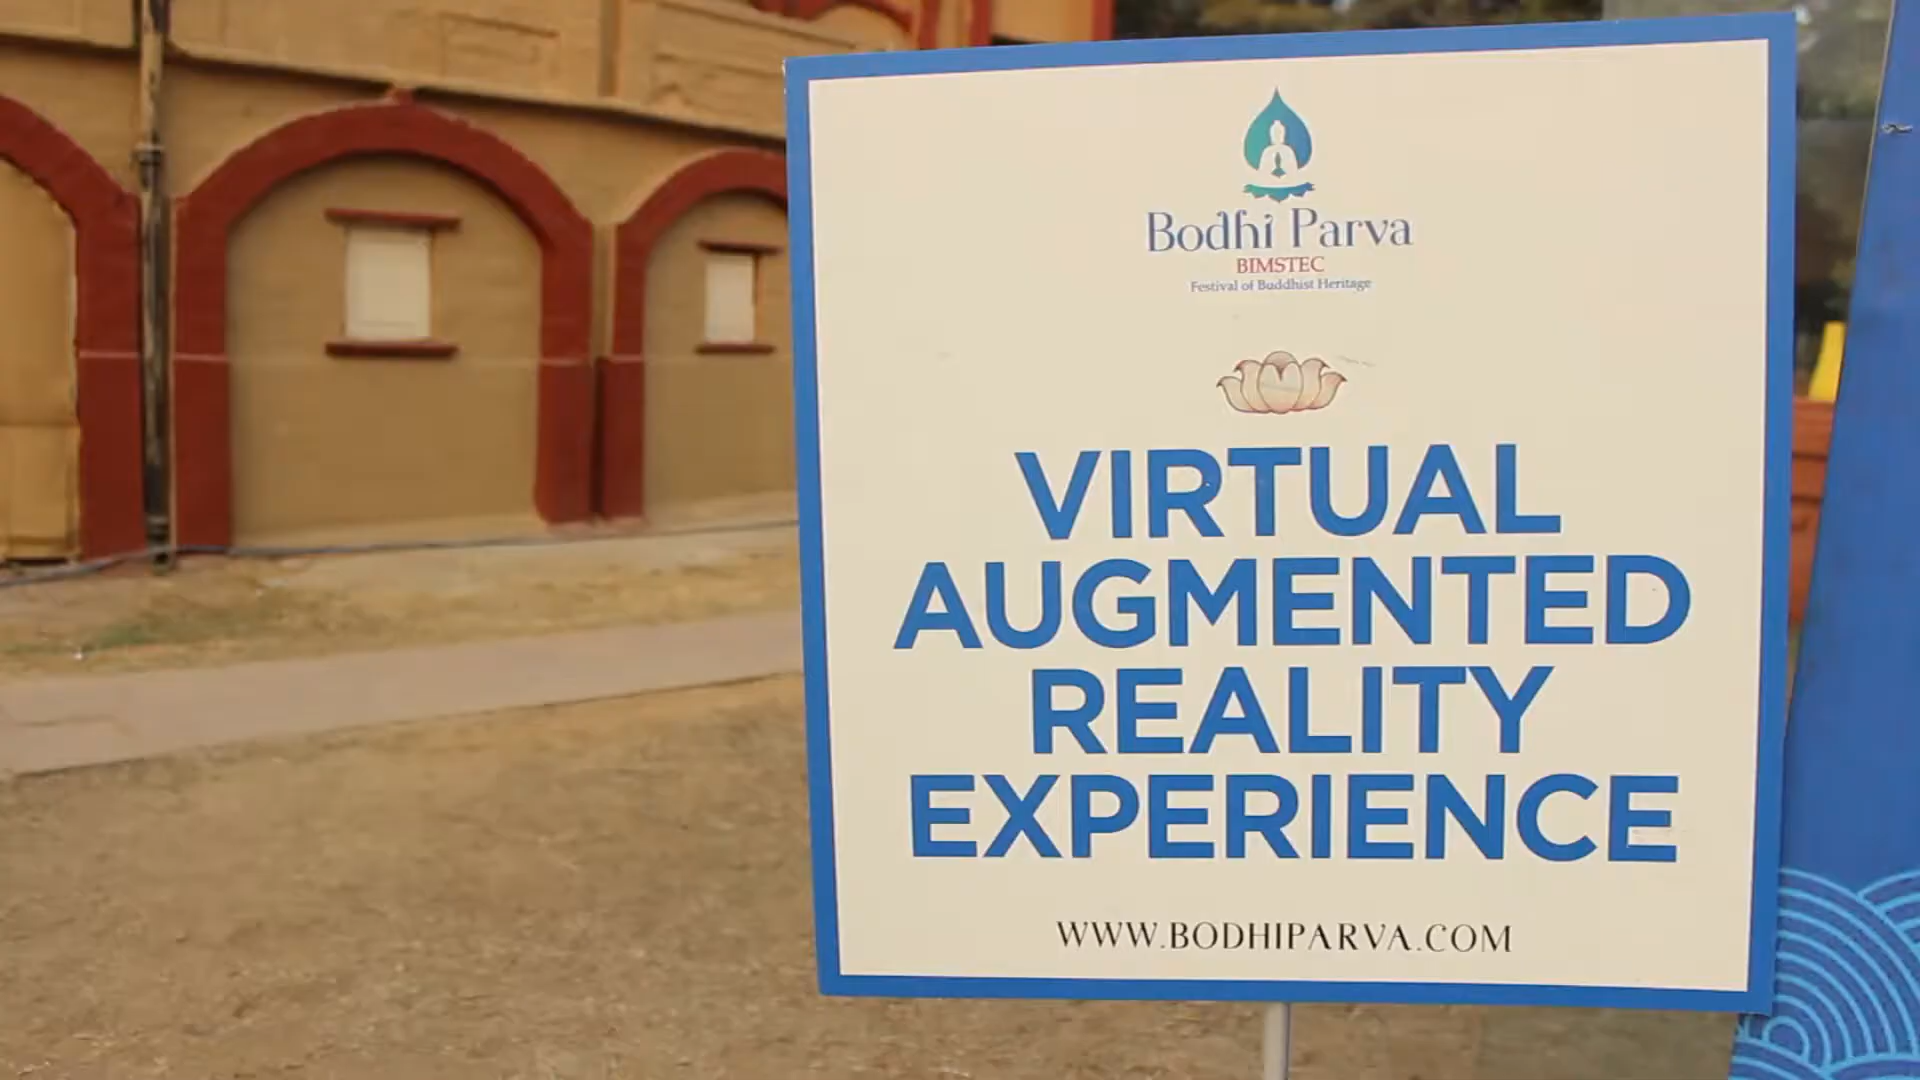 Bodhi Parva
BIMSTEC
Festival of Buddhist Heritage
VIRTUAL
AUGMENTED
REALITY
EXPERIENCE
WWW.BODHIPARVA.COM